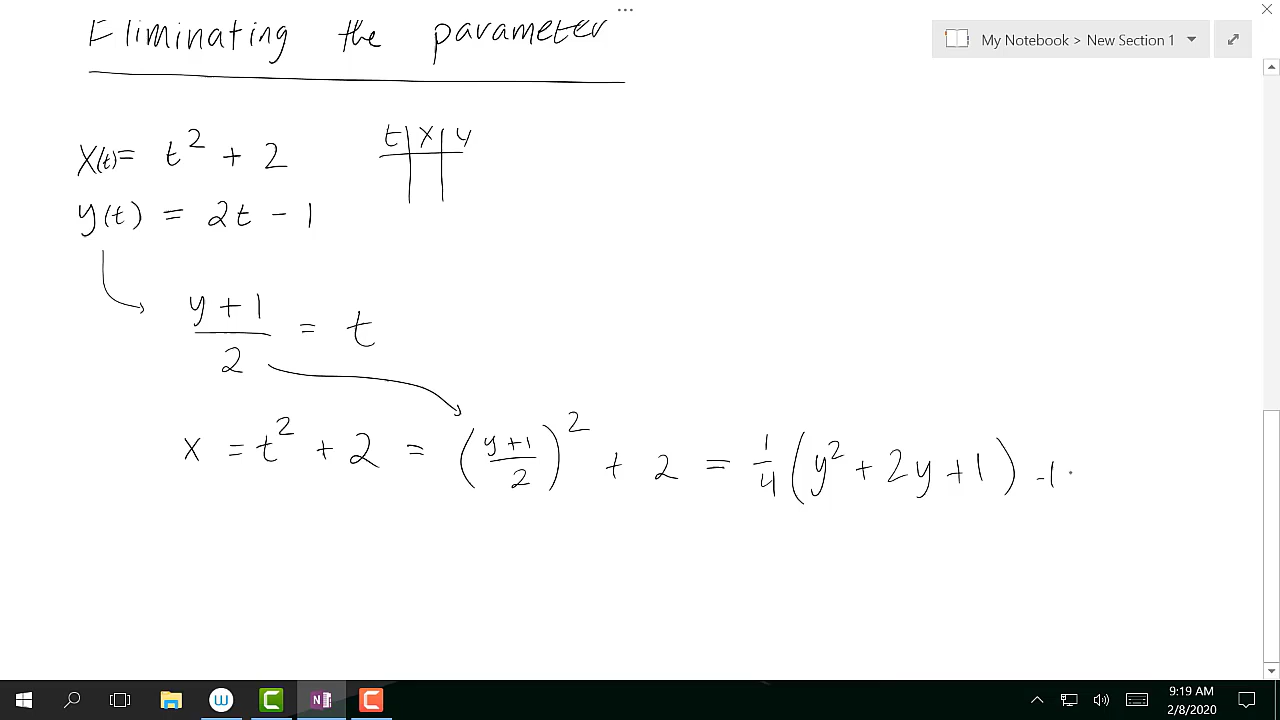 Eliminating the parameter
My Notebook > New Section 1
x(t) = t² + 2
t x y
y(t) = 2t - 1
y + 1 / 2 = t
x = t² + 2 = (y+1 / 2)² + 2 = 1/4 (y² + 2y + 1)
9:19 AM
2/8/2020